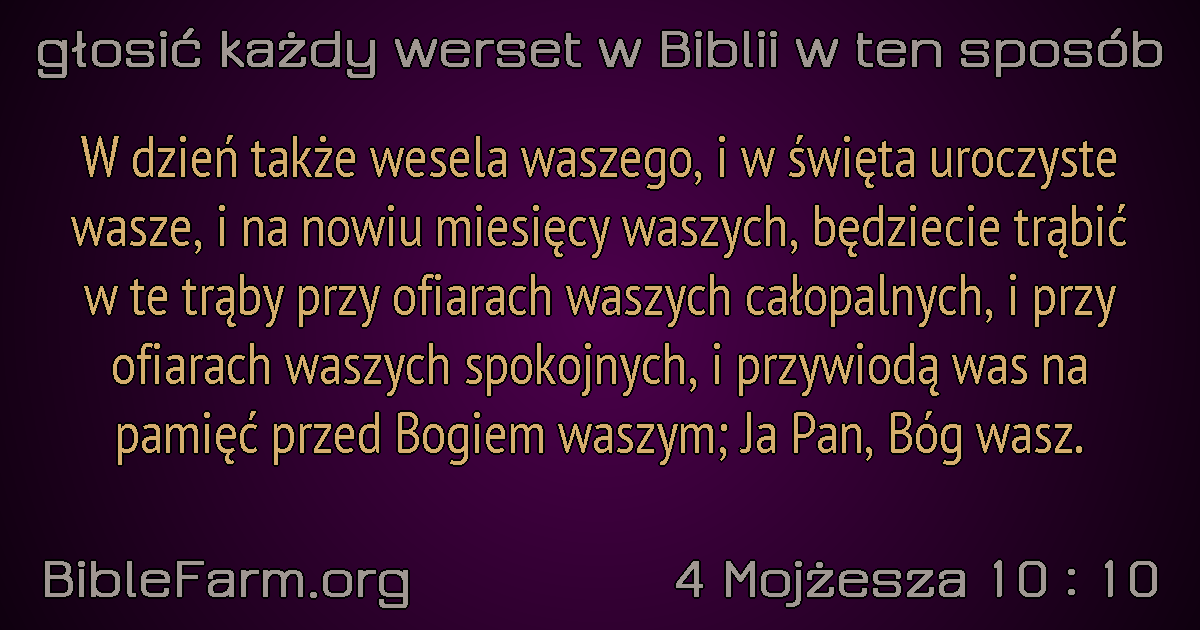 głosić każdy werset w Biblii w ten sposób
W dzień także wesela waszego, i w święta uroczyste
wasze, i na nowiu miesięcy waszych, będziecie trąbić
w te trąby przy ofiarach waszych całopalnych, i przy
ofiarach waszych spokojnych, i przywiodą was na
pamięć przed Bogiem waszym; Ja Pan, Bóg wasz.
BibleFarm.org
4 Mojżesza 10 : 10